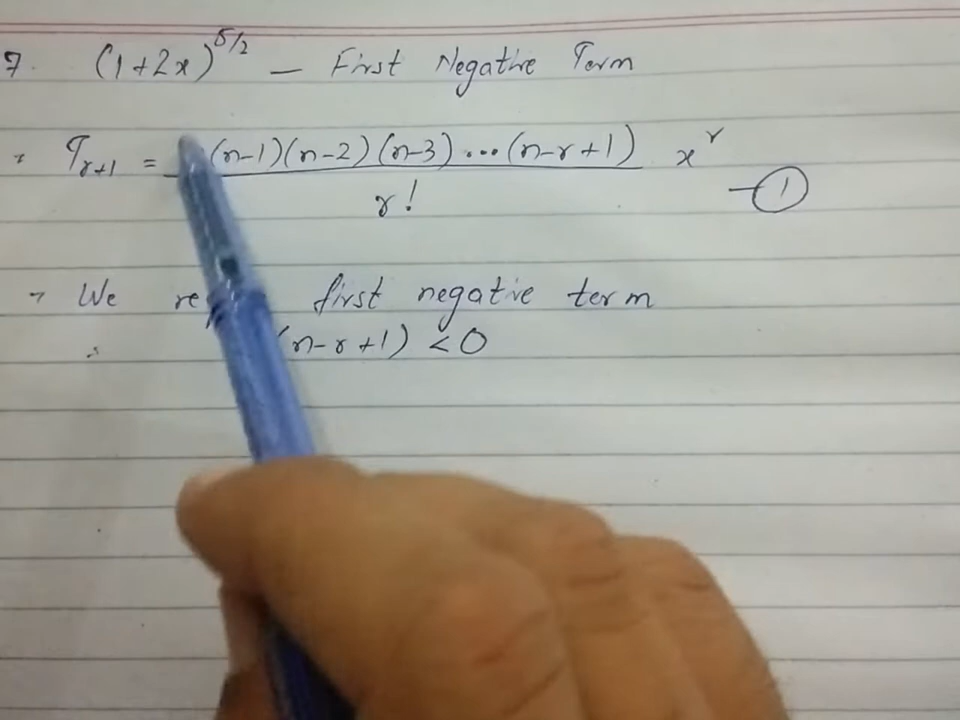 7. (1+2x)^5/2 — First Negative Term
T_r+1 = (n-1)(n-2)(n-3)...(n-r+1) x^r
r! —①
We first negative term
∴ (n-r+1) <0